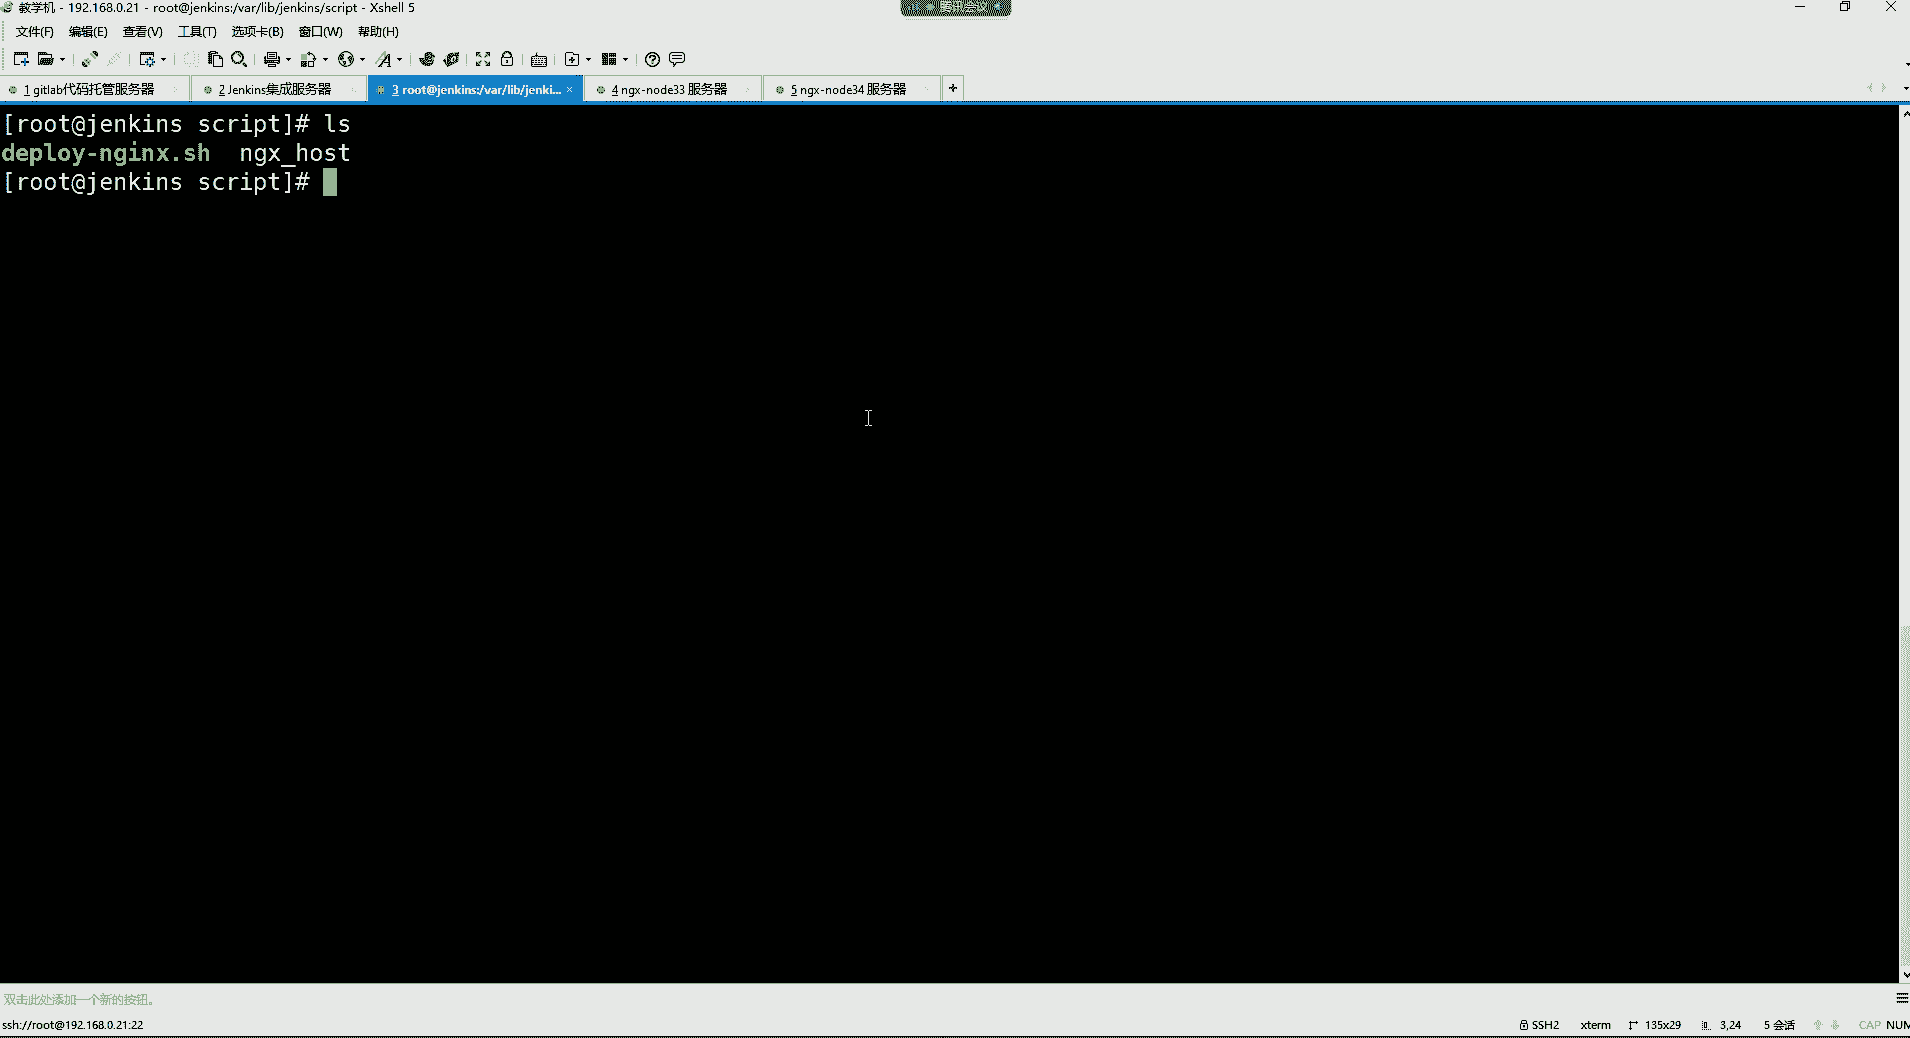 教学机 - 192.168.0.21 - root@jenkins:/var/lib/jenkins/script - Xshell 5
腾讯会议
文件(F) 编辑(E) 查看(V) 工具(T) 选项卡(B) 窗口(W) 帮助(H)
1 gitlab代码托管服务器 2 Jenkins集成服务器 3 root@jenkins:/var/lib/jenki... 4 ngx-node33 服务器 5 ngx-node34 服务器
[root@jenkins script]# ls
deploy-nginx.sh ngx_host
[root@jenkins script]#
双击此处添加一个新的按钮。
ssh://root@192.168.0.21:22 SSH2 xterm 135x29 3,24 5 会话 CAP NUM